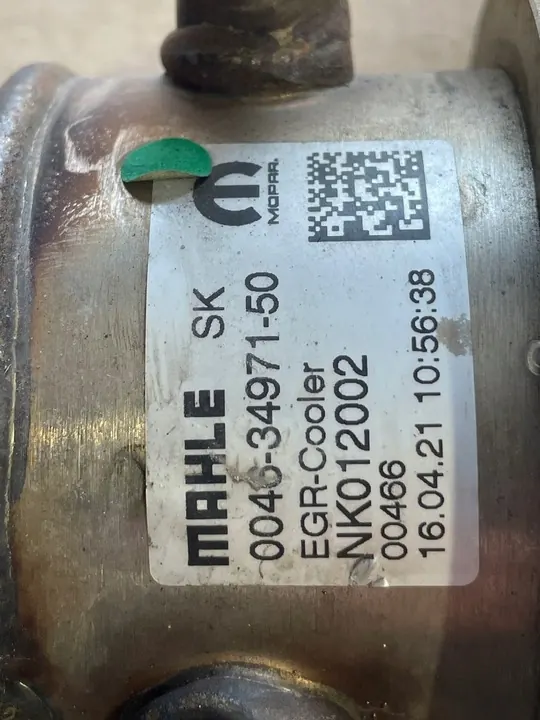 MOPAR.
MAHLE SK
0046-34971-50
EGR-Cooler
NK012002
00466
16.04.21 10:56:38